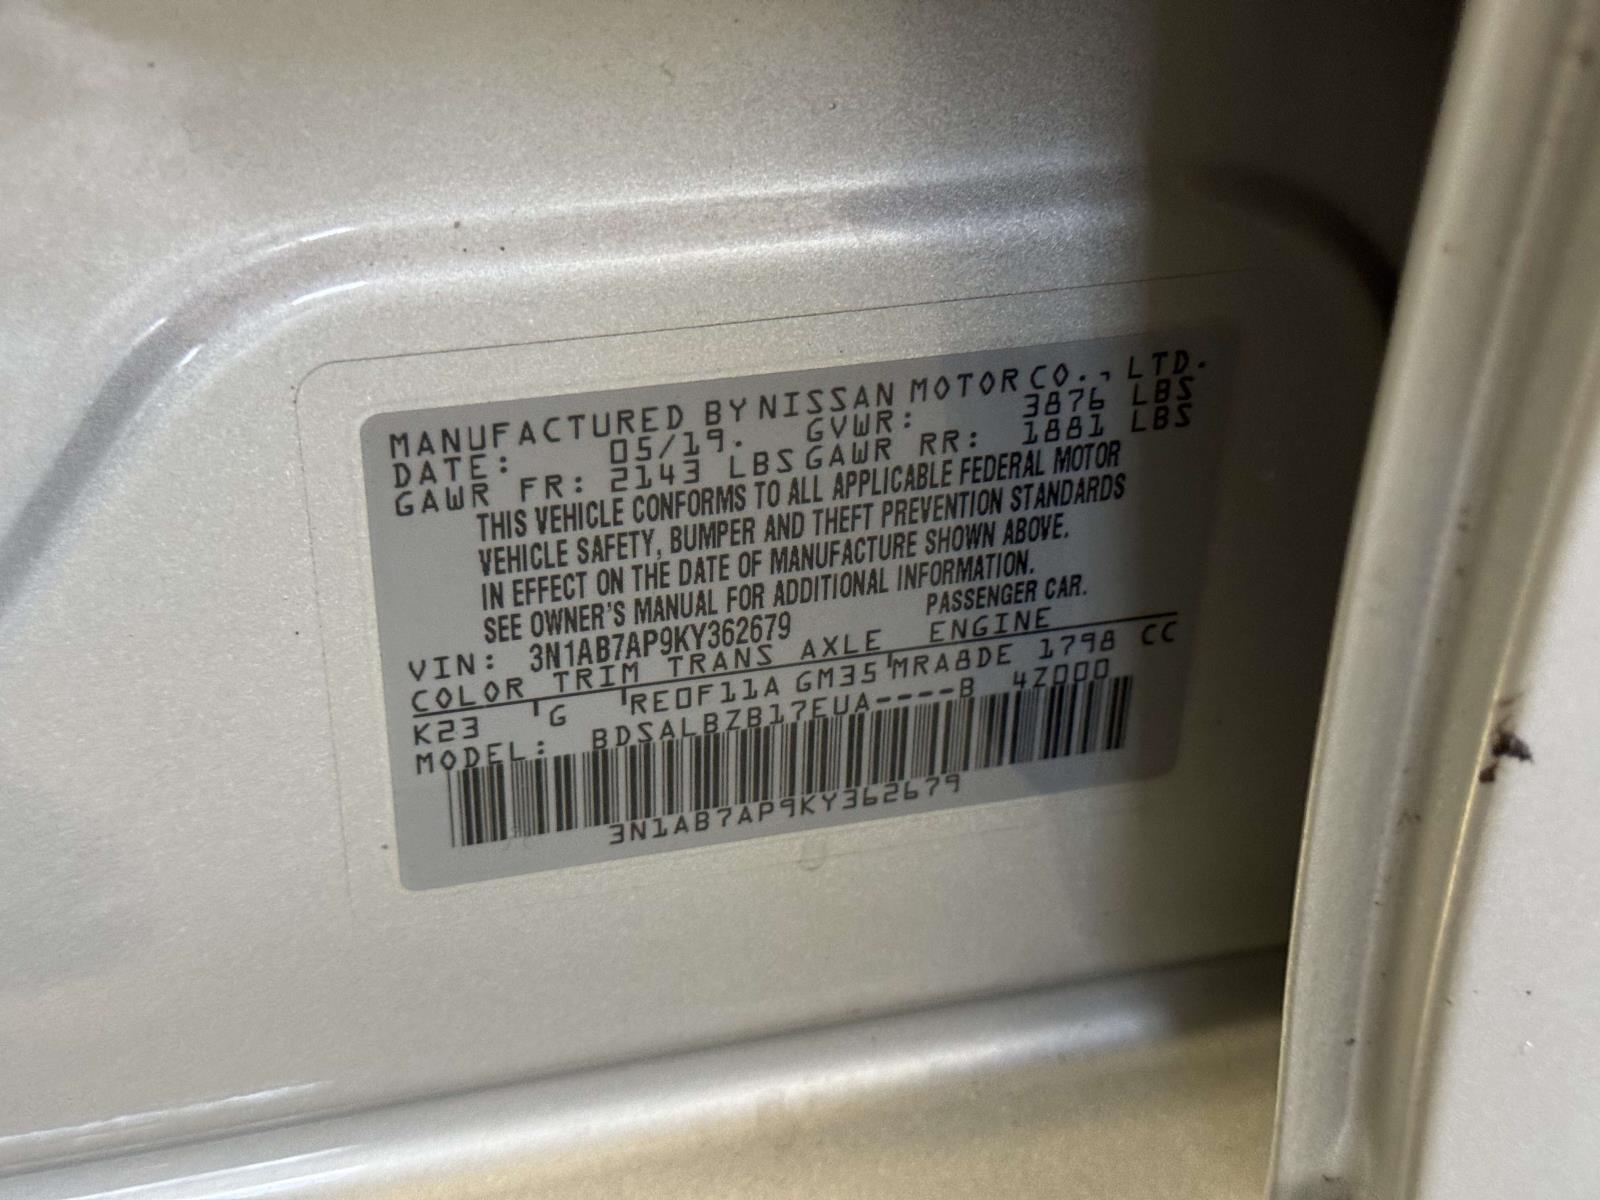 MANUFACTURED BY NISSAN MOTOR CO., LTD.
DATE: 05/19. GVWR: 3876 LBS
GAWR FR: 2143 LBS GAWR RR: 1881 LBS
THIS VEHICLE CONFORMS TO ALL APPLICABLE FEDERAL MOTOR
VEHICLE SAFETY, BUMPER AND THEFT PREVENTION STANDARDS
IN EFFECT ON THE DATE OF MANUFACTURE SHOWN ABOVE.
SEE OWNER'S MANUAL FOR ADDITIONAL INFORMATION.
VIN: 3N1AB7AP9KY362679 PASSENGER CAR.
COLOR TRIM TRANS AXLE ENGINE
K23 G RE0F11A GM35 MRA8DE 1798 CC
MODEL: BDSALBZB17EUA----B 4Z000
3N1AB7AP9KY362679